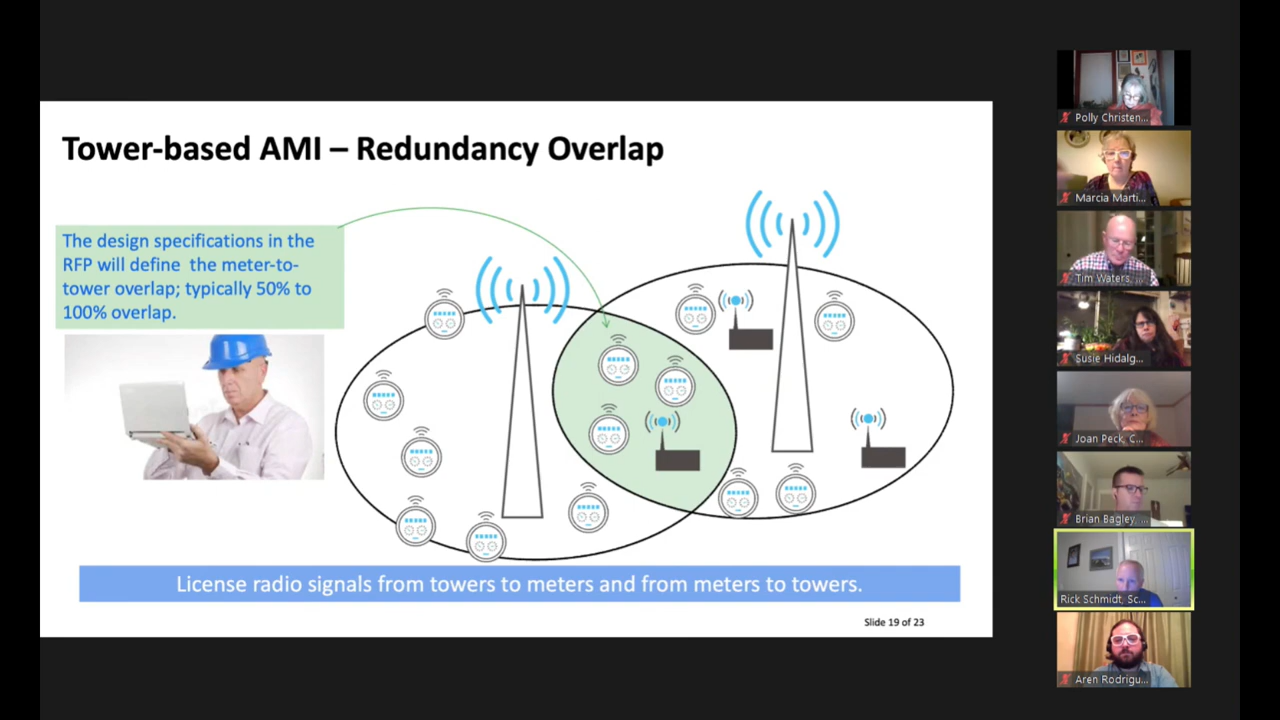 Tower-based AMI – Redundancy Overlap
The design specifications in the
RFP will define the meter-to-
tower overlap; typically 50% to
100% overlap.
License radio signals from towers to meters and from meters to towers.
Slide 19 of 23
Polly Christen...
Marcia Marti...
Tim Waters, ...
Susie Hidalg...
Joan Peck, C...
Brian Bagley, ...
Rick Schmidt, Sc...
Aren Rodrigu...